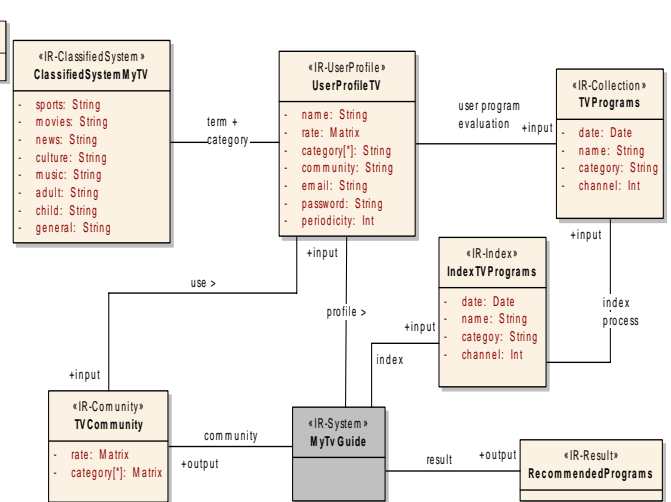 «IR-ClassifiedSystem»
ClassifiedSystemMyTV
- sports: String
- movies: String
- news: String
- culture: String
- music: String
- adult: String
- child: String
- general: String
term +
category
«IR-UserProfile»
UserProfileTV
- name: String
- rate: Matrix
- category[*]: String
- community: String
- email: String
- password: String
- periodicity: Int
user program
evaluation
+input
«IR-Collection»
TVPrograms
- date: Date
- name: String
- category: String
- channel: Int
+input
+input
use >
profile >
+input
index
«IR-Index»
IndexTVPrograms
- date: Date
- name: String
- categoy: String
- channel: Int
index
process
+input
«IR-Comunity»
TVCommunity
- rate: Matrix
- category[*]: Matrix
community
+output
«IR-System»
MyTv Guide
result
+output
«IR-Result»
RecommendedPrograms